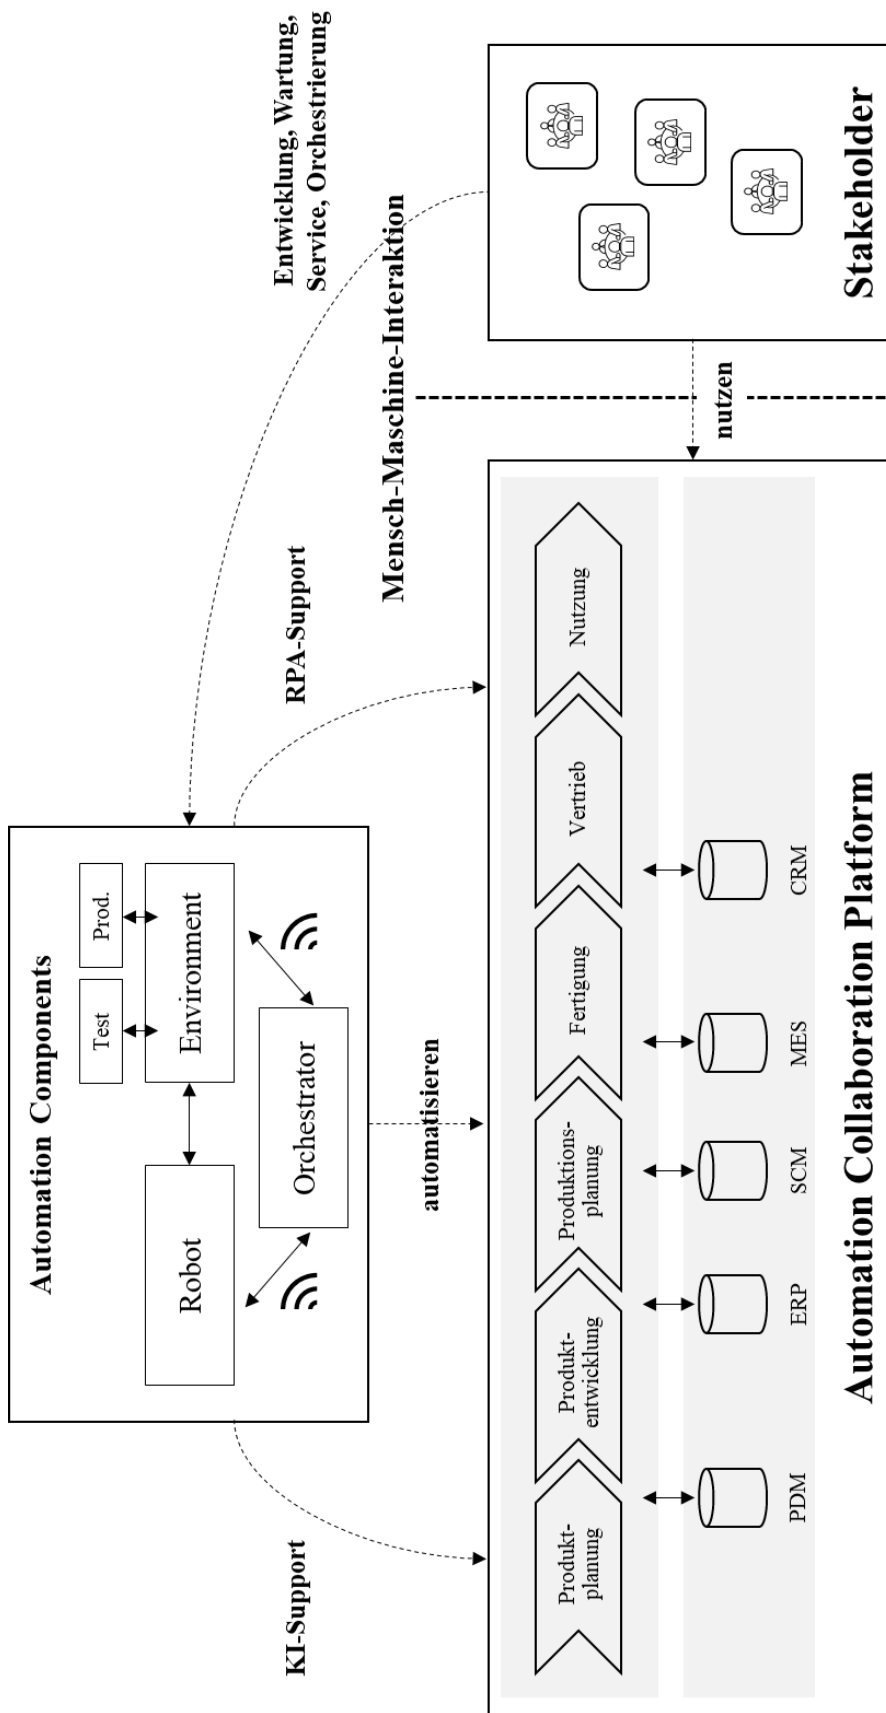 Automation Components
Test
Prod.
Robot
Environment
Orchestrator
KI-Support
automatisieren
RPA-Support
Entwicklung, Wartung,
Service, Orchestrierung
Mensch-Maschine-Interaktion
Produkt-
planung
Produkt-
entwicklung
Produktions-
planung
Fertigung
Vertrieb
Nutzung
nutzen
PDM
ERP
SCM
MES
CRM
Automation Collaboration Platform
Stakeholder